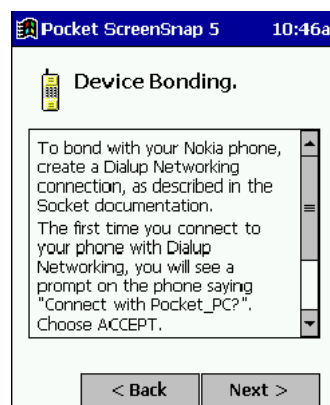 Pocket ScreenSnap 5 10:46a
Device Bonding.
To bond with your Nokia phone,
create a Dialup Networking
connection, as described in the
Socket documentation.
The first time you connect to
your phone with Dialup
Networking, you will see a
prompt on the phone saying
"Connect with Pocket_PC?".
Choose ACCEPT.
< Back Next >